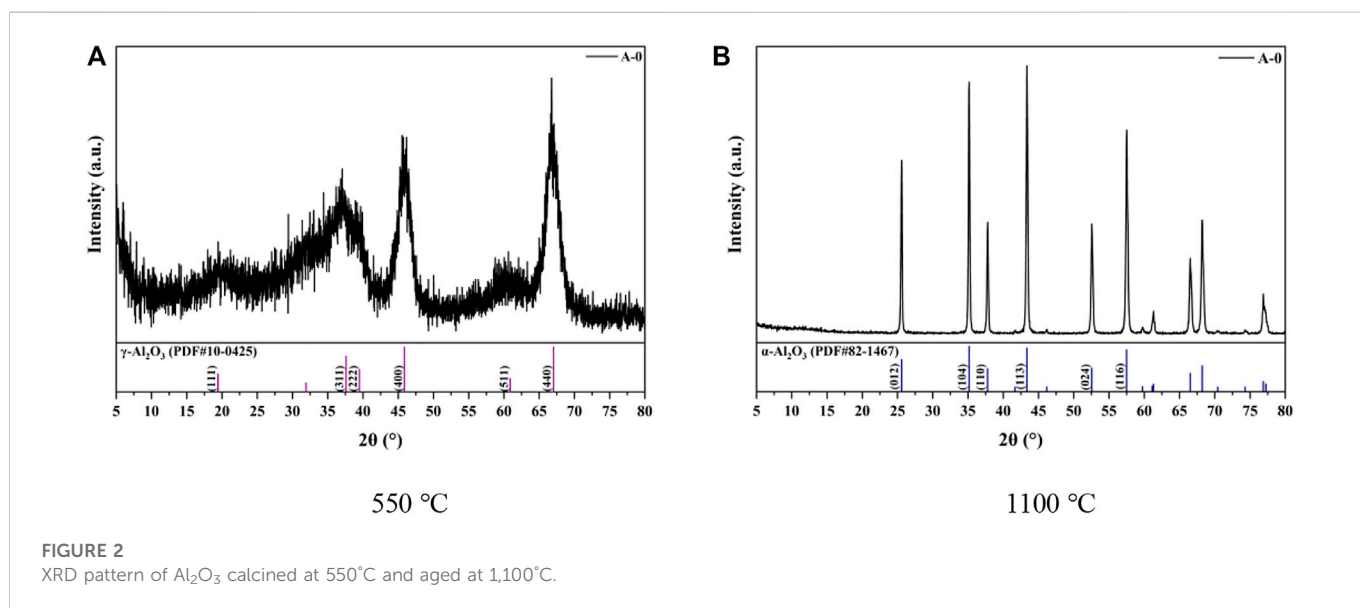 A
A-0
Intensity (a.u.)
γ-Al₂O₃ (PDF#10-0425)
(111)
(311)
(222)
(400)
(511)
(440)
5 10 15 20 25 30 35 40 45 50 55 60 65 70 75 80
2θ (°)
550 °C
B
A-0
Intensity (a.u.)
α-Al₂O₃ (PDF#82-1467)
(012)
(104)
(110)
(113)
(024)
(116)
5 10 15 20 25 30 35 40 45 50 55 60 65 70 75 80
2θ (°)
1100 °C
FIGURE 2
XRD pattern of Al₂O₃ calcined at 550°C and aged at 1,100°C.